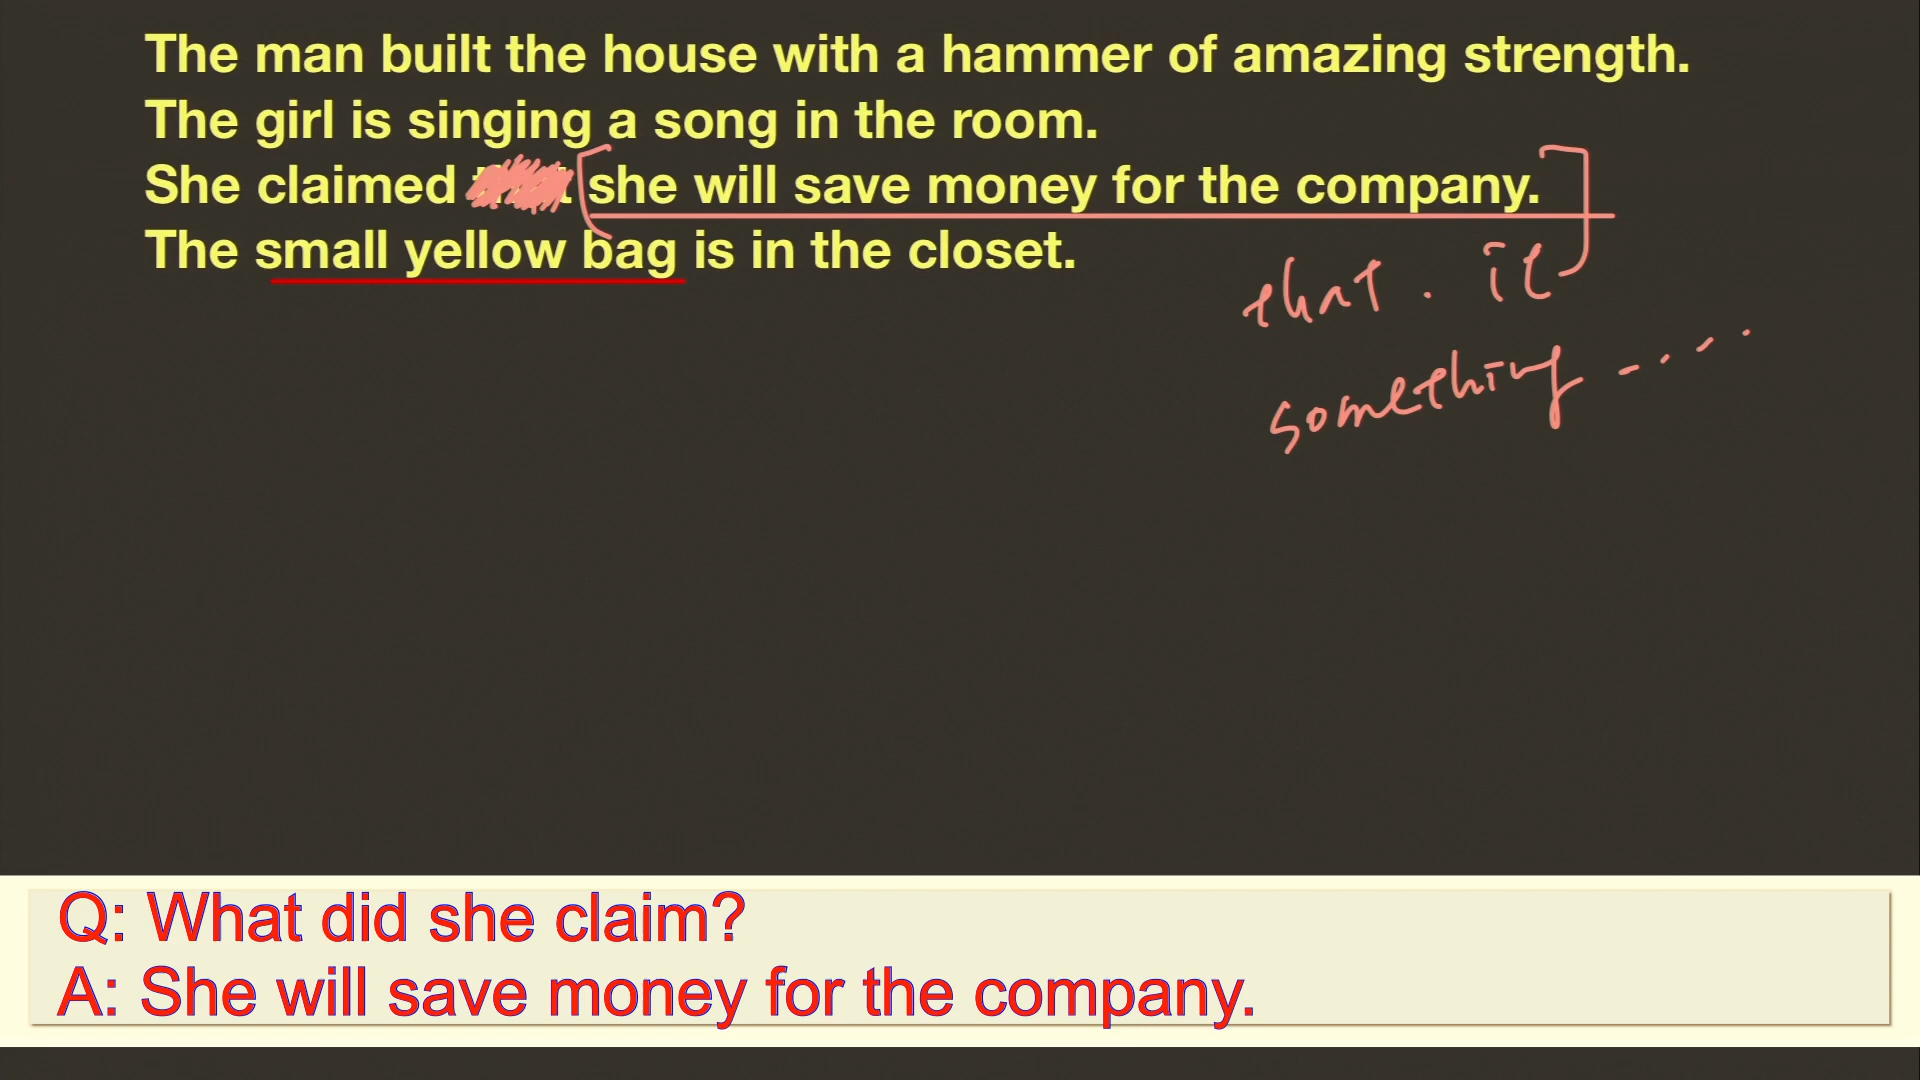 The man built the house with a hammer of amazing strength.
The girl is singing a song in the room.
She claimed she will save money for the company.
The small yellow bag is in the closet.
that . it
something ....
Q: What did she claim?
A: She will save money for the company.